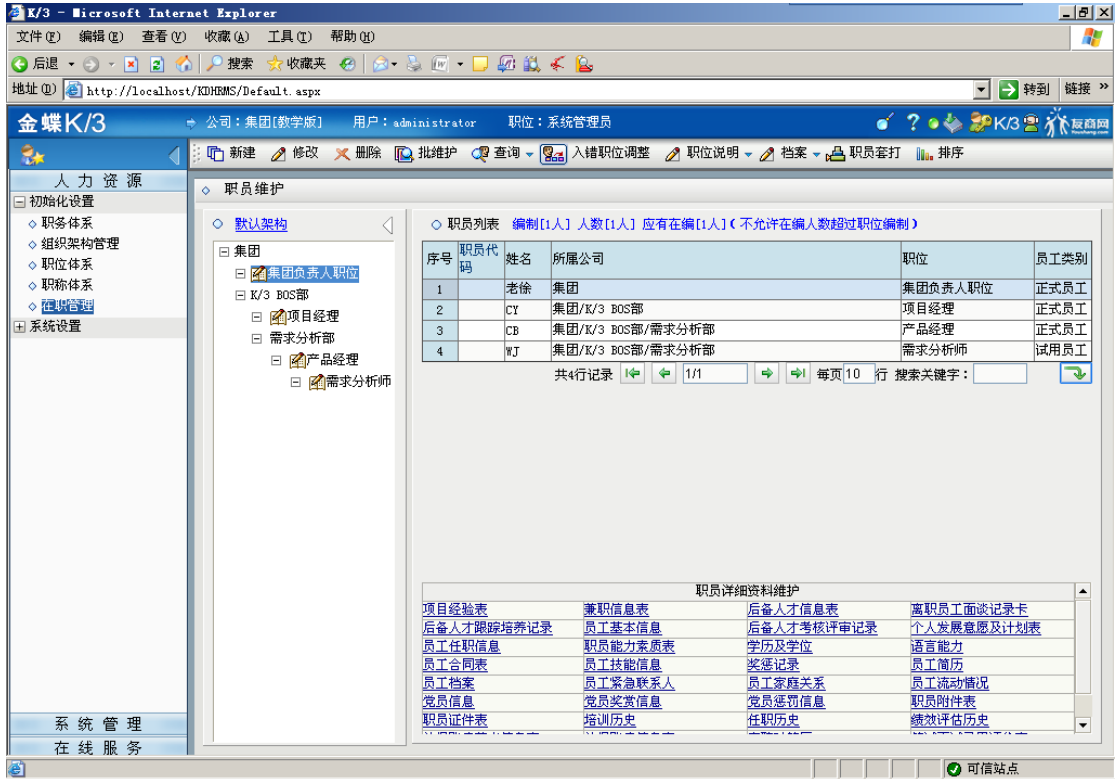 K/3 - Microsoft Internet Explorer
文件(F) 编辑(E) 查看(V) 收藏(A) 工具(T) 帮助(H)
后退 搜索 收藏夹
地址(D) http://localhost/KDHRMS/Default.aspx 转到 链接 »
金蝶K/3 公司:集团[教学版] 用户:administrator 职位:系统管理员 K/3 友商网
新建 修改 删除 批维护 查询 入错职位调整 职位说明 档案 职员套打 排序
人力资源
初始化设置
职务体系
组织架构管理
职位体系
职称体系
在职管理
系统设置
系统管理
在线服务
职员维护
默认架构
集团
集团负责人职位
K/3 BOS部
项目经理
需求分析部
产品经理
需求分析师
职员列表 编制[1人] 人数[1人] 应有在编[1人](不允许在编人数超过职位编制)
序号 职员代码 姓名 所属公司 职位 员工类别
1 老徐 集团 集团负责人职位 正式员工
2 CY 集团/K/3 BOS部 项目经理 正式员工
3 CB 集团/K/3 BOS部/需求分析部 产品经理 正式员工
4 WJ 集团/K/3 BOS部/需求分析部 需求分析师 试用员工
共4行记录 1/1 每页 10 行 搜索关键字:
职员详细资料维护
项目经验表 兼职信息表 后备人才信息表 离职员工面谈记录卡
后备人才跟踪培养记录 员工基本信息 后备人才考核评审记录 个人发展意愿及计划表
员工任职信息 职员能力素质表 学历及学位 语言能力
员工合同表 员工技能信息 奖惩记录 员工简历
员工档案 员工紧急联系人 员工家庭关系 员工流动情况
党员信息 党员奖赏信息 党员惩罚信息 职员附件表
职员证件表 培训历史 任职历史 绩效评估历史
可信站点